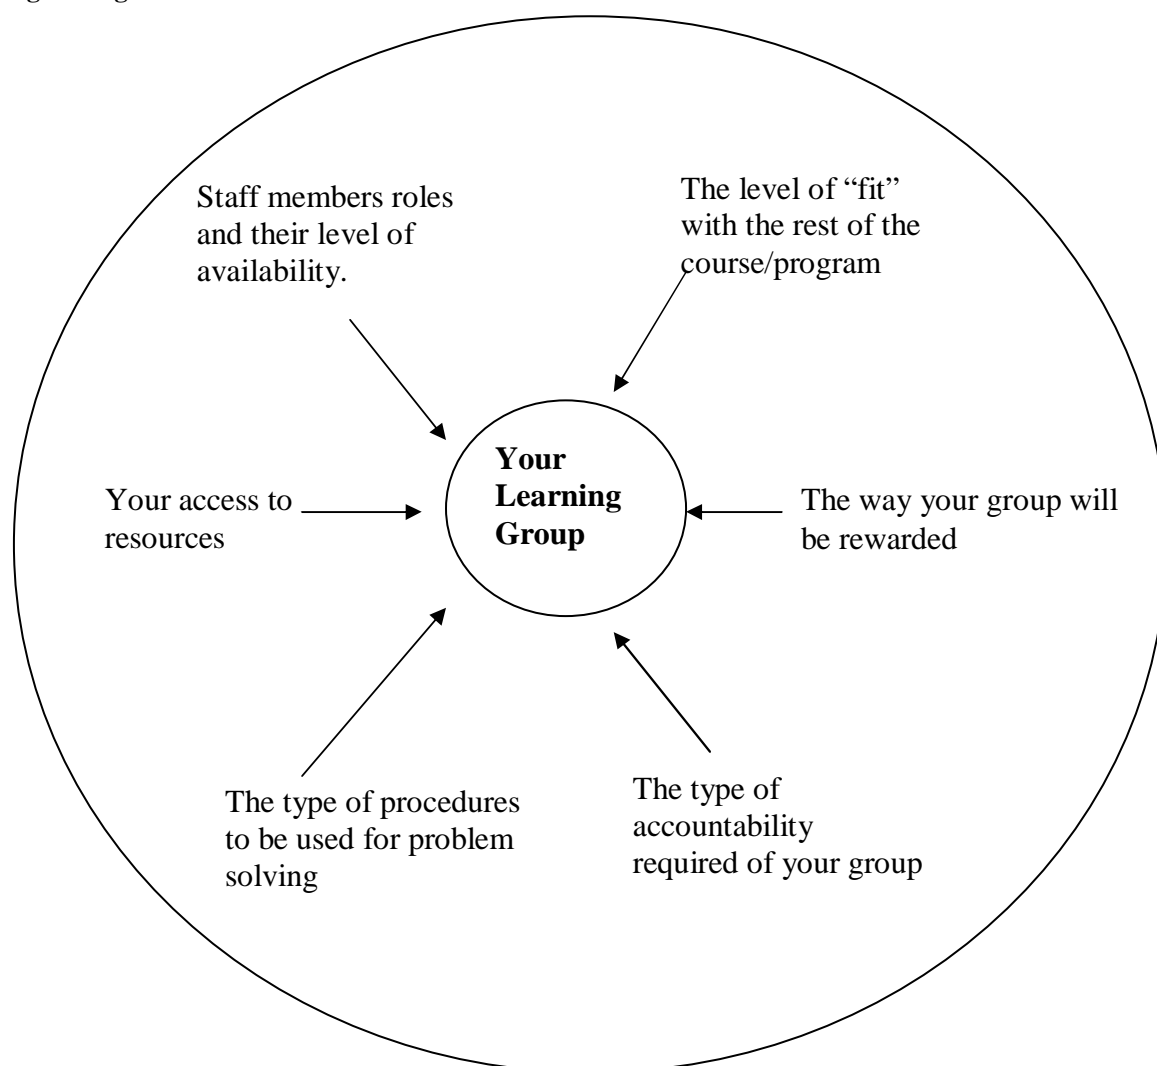 Staff members roles
and their level of
availability.
The level of “fit”
with the rest of the
course/program
Your
Learning
Group
Your access to
resources
The way your group will
be rewarded
The type of procedures
to be used for problem
solving
The type of
accountability
required of your group